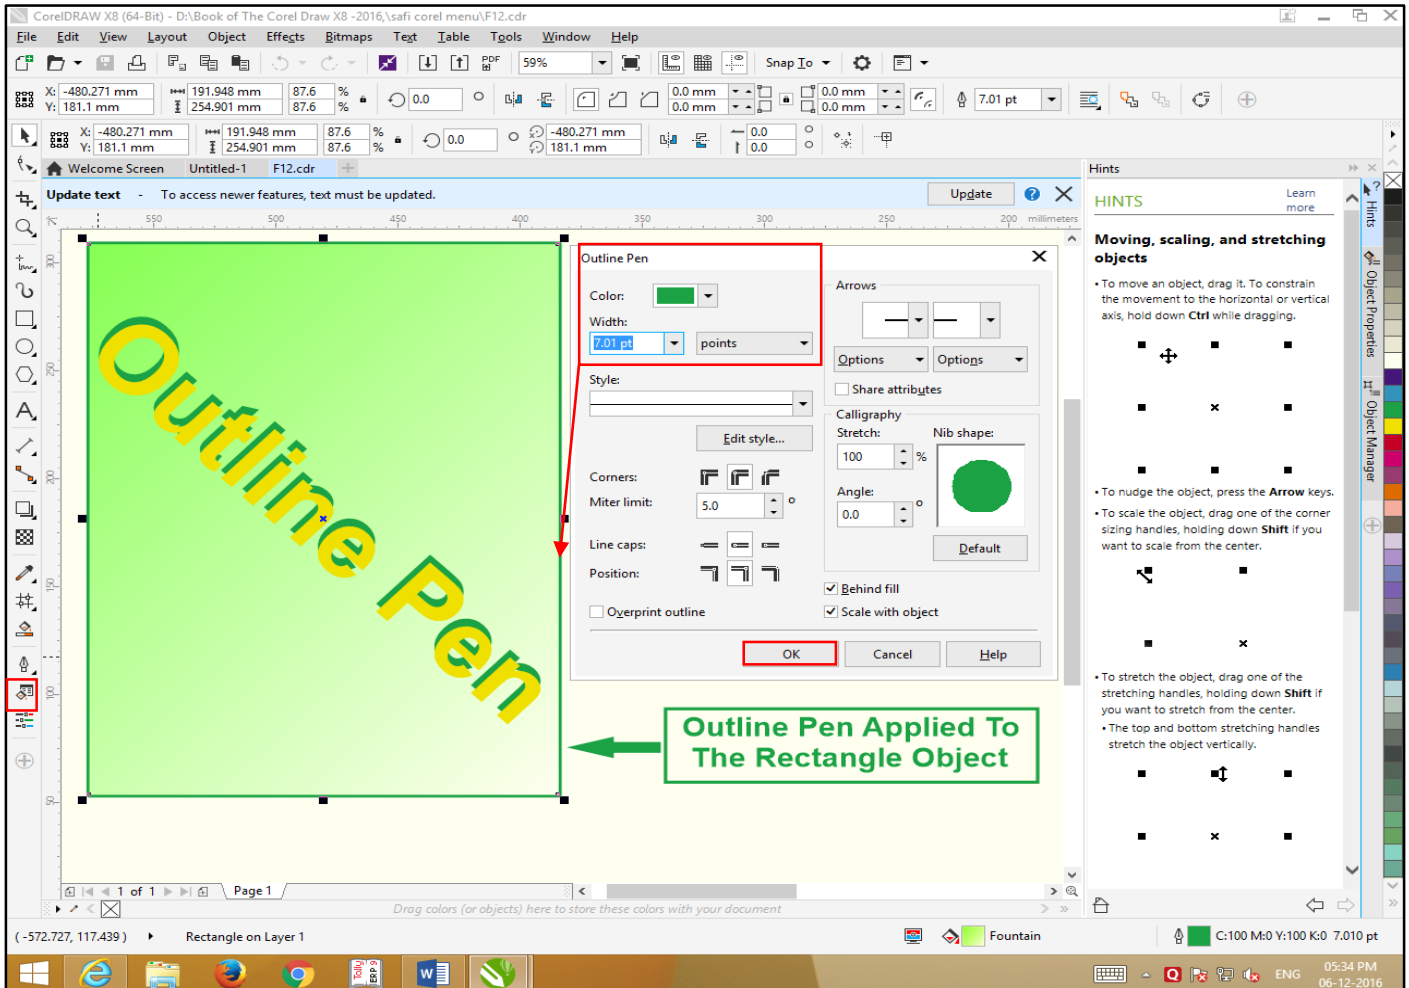 CorelDRAW X8 (64-Bit) - D:\Book of The Corel Draw X8 -2016,\safi corel menu\F12.cdr
File Edit View Layout Object Effects Bitmaps Text Table Tools Window Help
PDF 59% Snap To
X: -480.271 mm 191.948 mm 87.6 % 0.0 0.0 mm 0.0 mm 7.01 pt
Y: 181.1 mm 254.901 mm 87.6 % 0.0 mm 0.0 mm
X: -480.271 mm 191.948 mm 87.6 % 0.0 -480.271 mm 0.0
Y: 181.1 mm 254.901 mm 87.6 % 181.1 mm 0.0
Welcome Screen Untitled-1 F12.cdr
Update text - To access newer features, text must be updated. Update
550 500 450 400 350 300 250 200 millimeters
300
250
200
150
100
50
Outline Pen
Outline Pen
Color:
Width:
7.01 pt points
Style:
Edit style...
Corners:
Miter limit: 5.0
Line caps:
Position:
Overprint outline
Arrows
Options Options
Share attributes
Calligraphy
Stretch: Nib shape:
100 %
Angle:
0.0
Default
Behind fill
Scale with object
OK Cancel Help
Outline Pen Applied To
The Rectangle Object
Hints
HINTS Learn
more
Moving, scaling, and stretching
objects
• To move an object, drag it. To constrain
the movement to the horizontal or vertical
axis, hold down Ctrl while dragging.
• To nudge the object, press the Arrow keys.
• To scale the object, drag one of the corner
sizing handles, holding down Shift if you
want to scale from the center.
• To stretch the object, drag one of the
stretching handles, holding down Shift if
you want to stretch from the center.
• The top and bottom stretching handles
stretch the object vertically.
Hints
Object Properties
Object Manager
1 of 1 Page 1
Drag colors (or objects) here to store these colors with your document
( -572.727, 117.439 ) Rectangle on Layer 1 Fountain C:100 M:0 Y:100 K:0 7.010 pt
Tally ERP 9
ENG 05:34 PM
06-12-2016